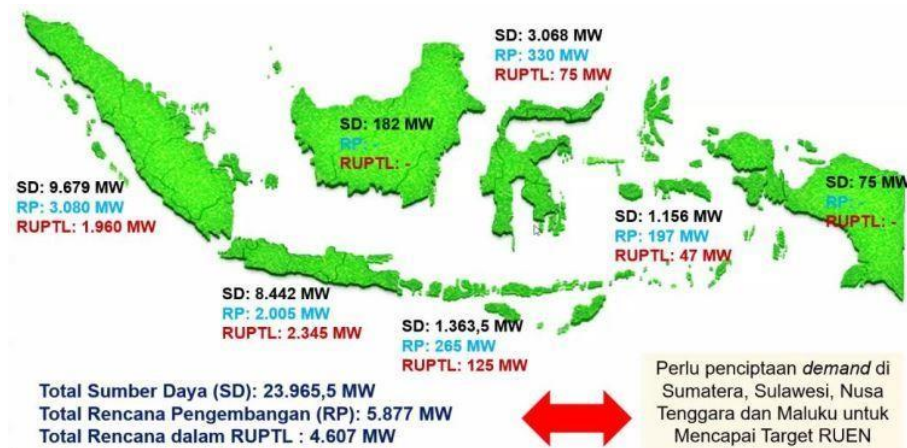 SD: 3.068 MW
RP: 330 MW
RUPTL: 75 MW
SD: 182 MW
RP: -
RUPTL: -
SD: 9.679 MW
RP: 3.080 MW
RUPTL: 1.960 MW
SD: 75 MW
RP: -
RUPTL: -
SD: 1.156 MW
RP: 197 MW
RUPTL: 47 MW
SD: 8.442 MW
RP: 2.005 MW
RUPTL: 2.345 MW
SD: 1.363,5 MW
RP: 265 MW
RUPTL: 125 MW
Total Sumber Daya (SD): 23.965,5 MW
Total Rencana Pengembangan (RP): 5.877 MW
Total Rencana dalam RUPTL : 4.607 MW
Perlu penciptaan demand di
Sumatera, Sulawesi, Nusa
Tenggara dan Maluku untuk
Mencapai Target RUEN